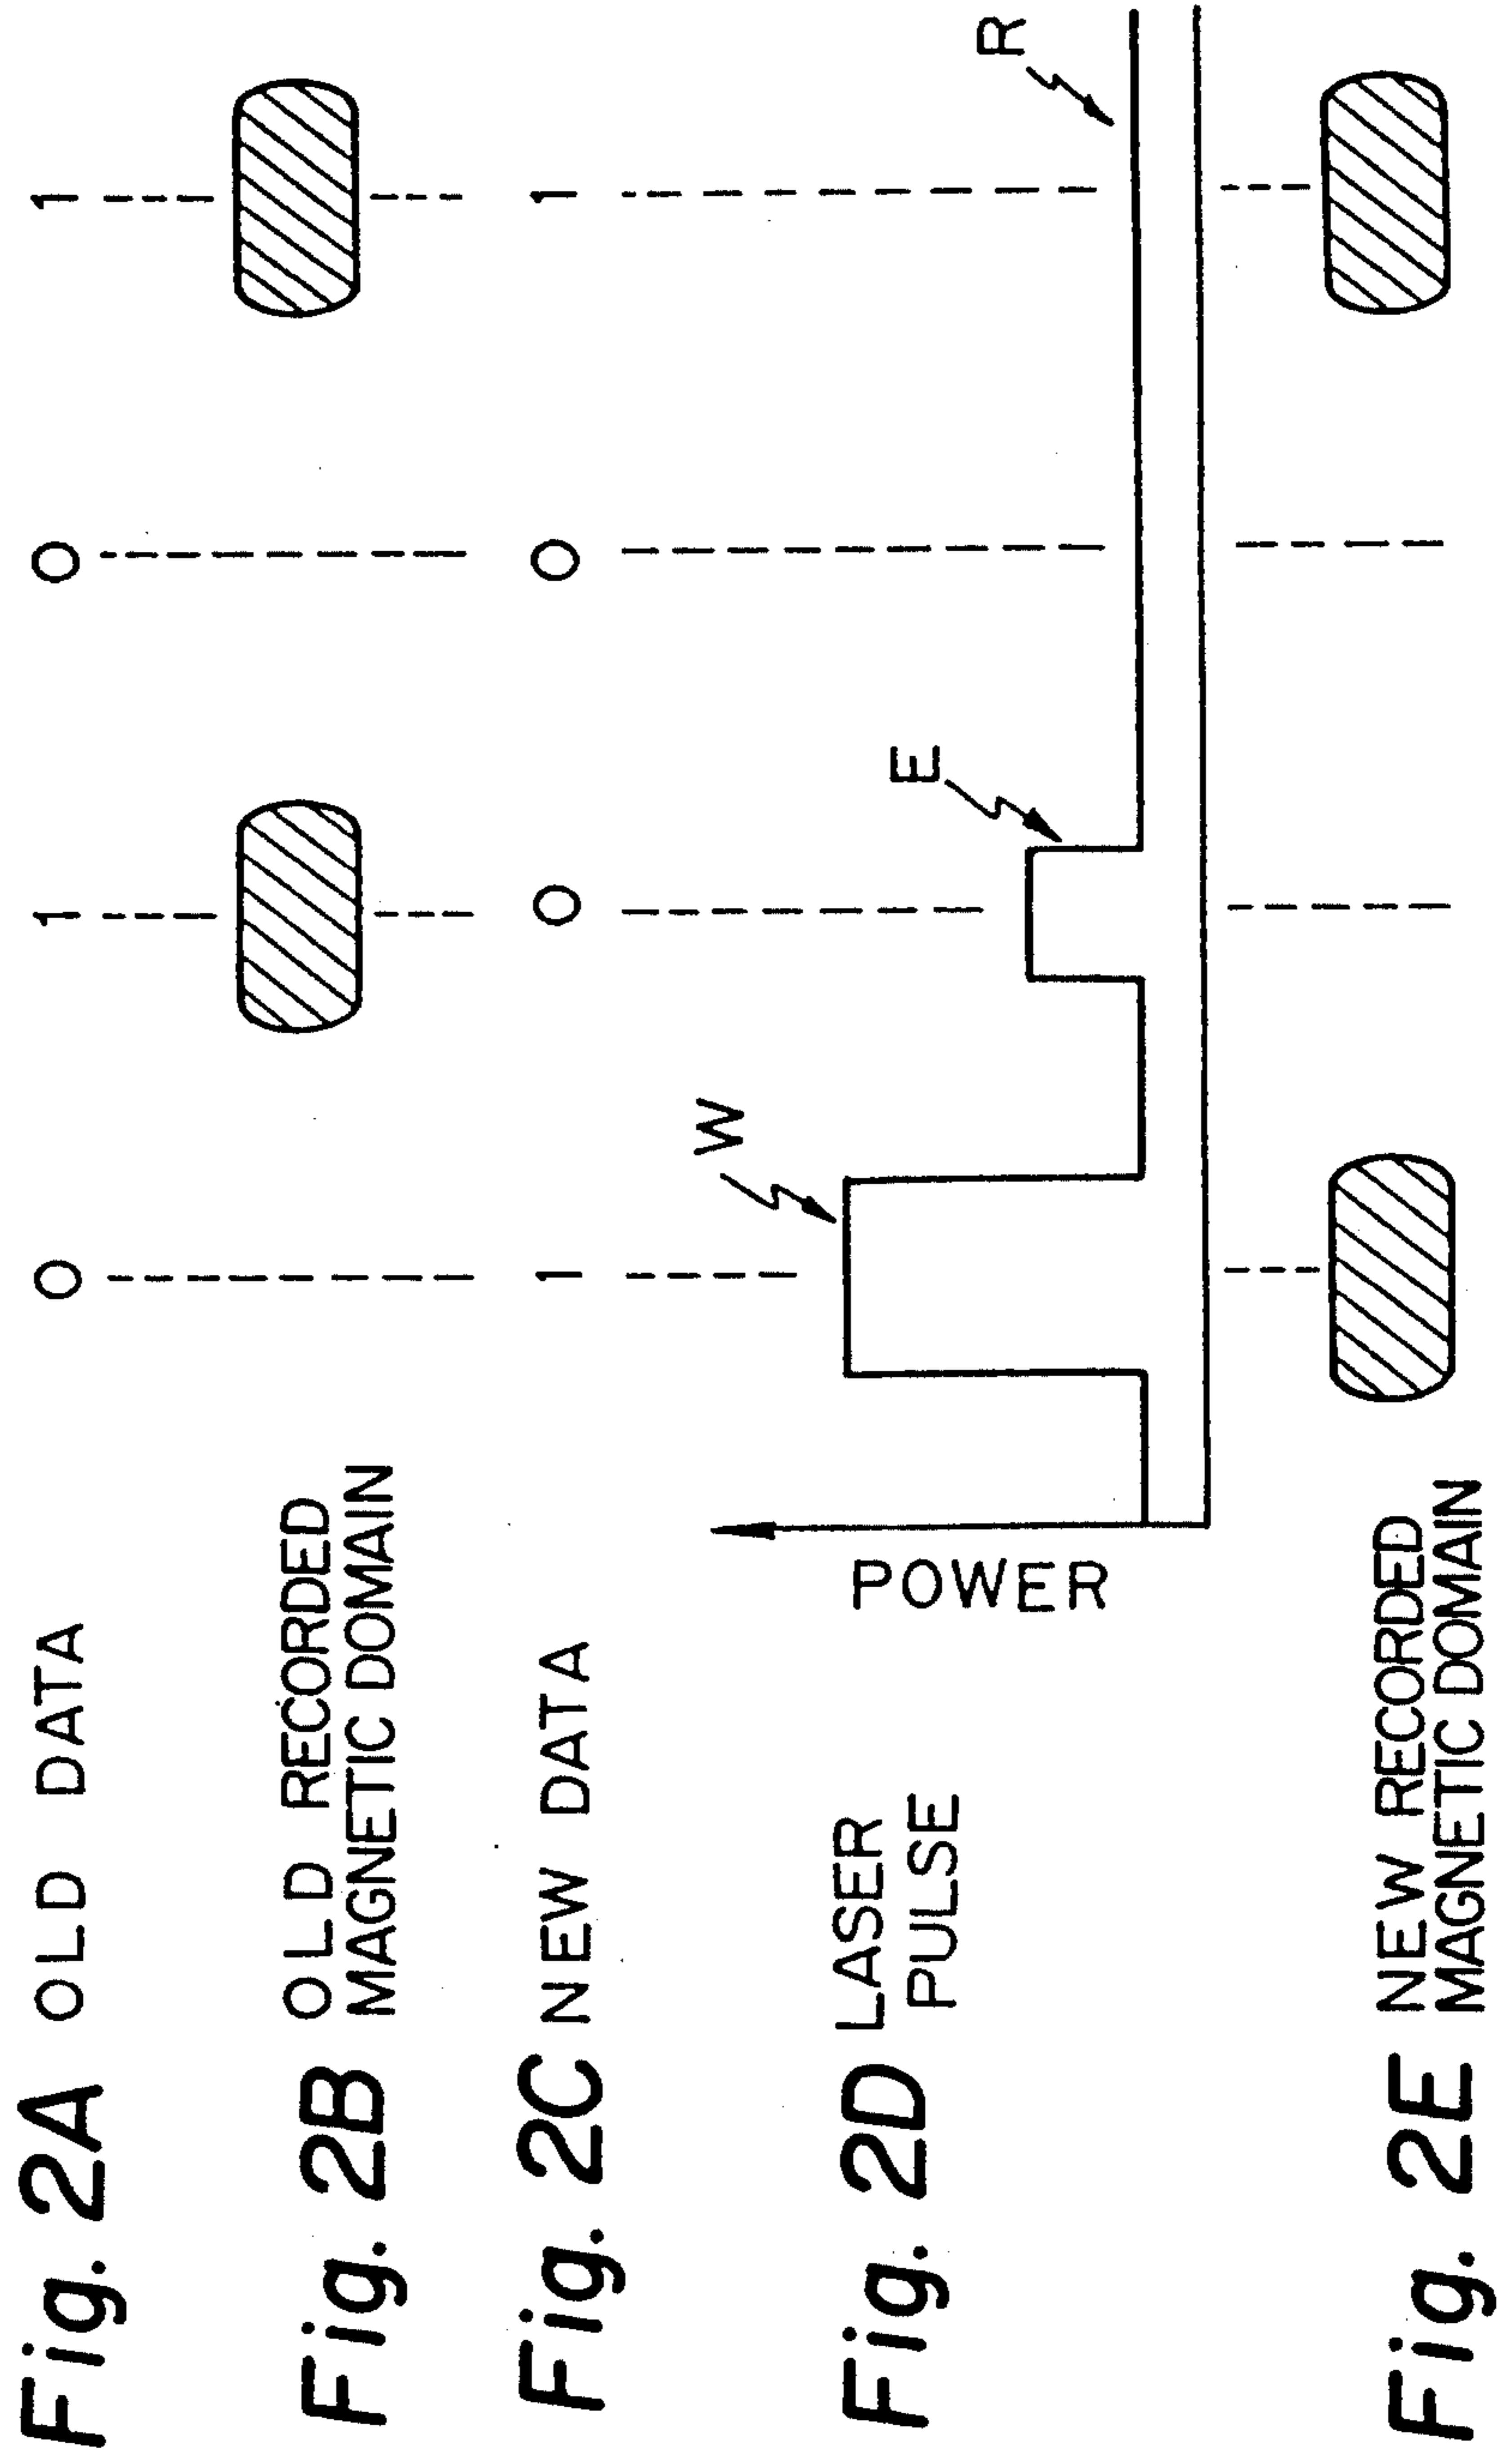 Fig. 2A OLD DATA 0 1 0 1
Fig. 2B OLD RECORDED
MAGNETIC DOMAIN
Fig. 2C NEW DATA 1 0 0 1
Fig. 2D LASER
PULSE
POWER
W
E
R
Fig. 2E NEW RECORDED
MAGNETIC DOMAIN